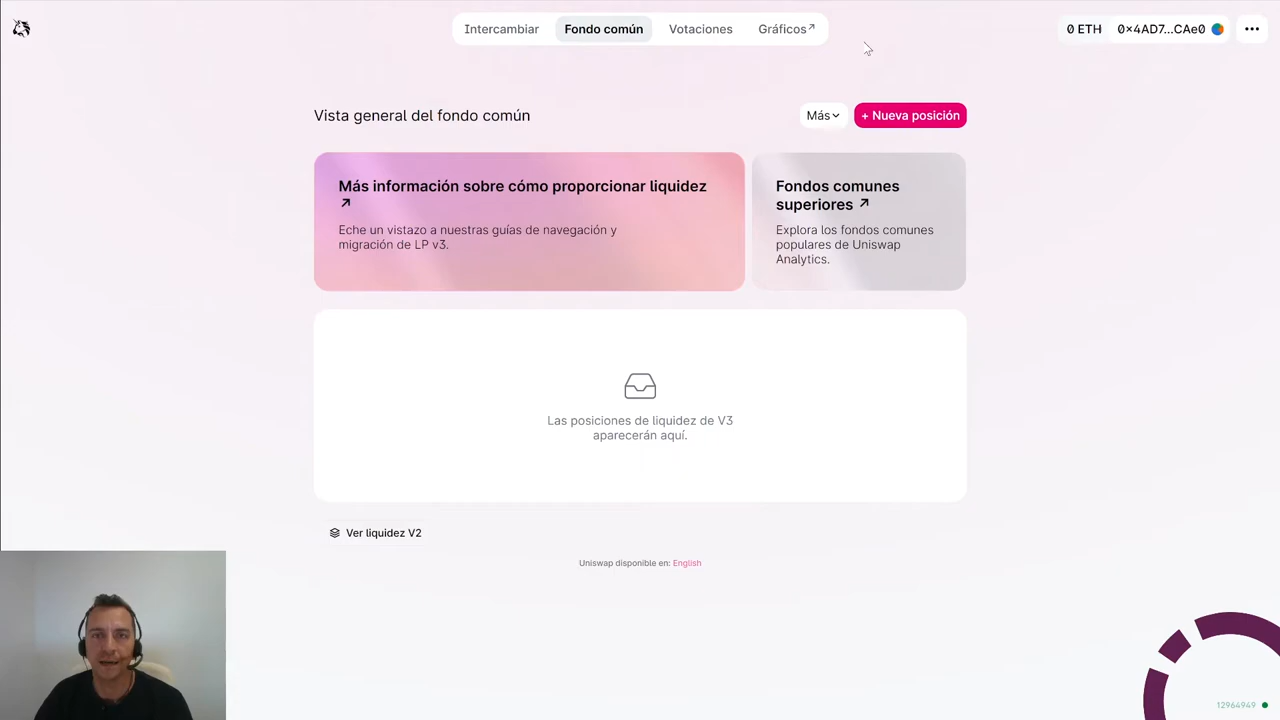 Intercambiar
Fondo común
Votaciones
Gráficos↗
0 ETH
0×4AD7...CAe0
Vista general del fondo común
Más
+ Nueva posición
Más información sobre cómo proporcionar liquidez
↗
Eche un vistazo a nuestras guías de navegación y
migración de LP v3.
Fondos comunes
superiores ↗
Explora los fondos comunes
populares de Uniswap
Analytics.
Las posiciones de liquidez de V3
aparecerán aquí.
Ver liquidez V2
Uniswap disponible en: English
12964949